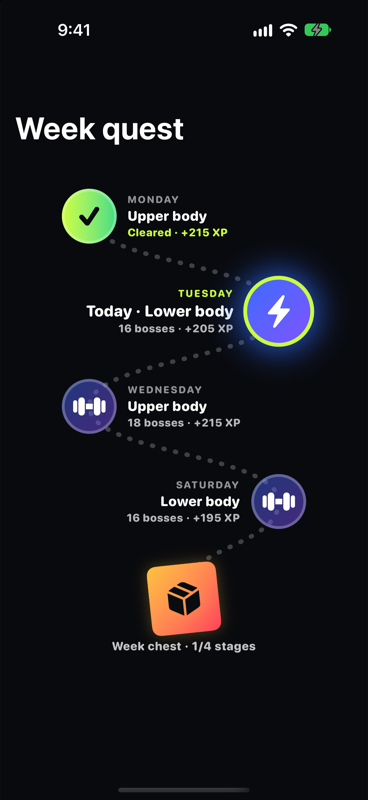 9:41
Week quest
MONDAY
Upper body
Cleared · +215 XP
TUESDAY
Today · Lower body
16 bosses · +205 XP
WEDNESDAY
Upper body
18 bosses · +215 XP
SATURDAY
Lower body
16 bosses · +195 XP
Week chest · 1/4 stages